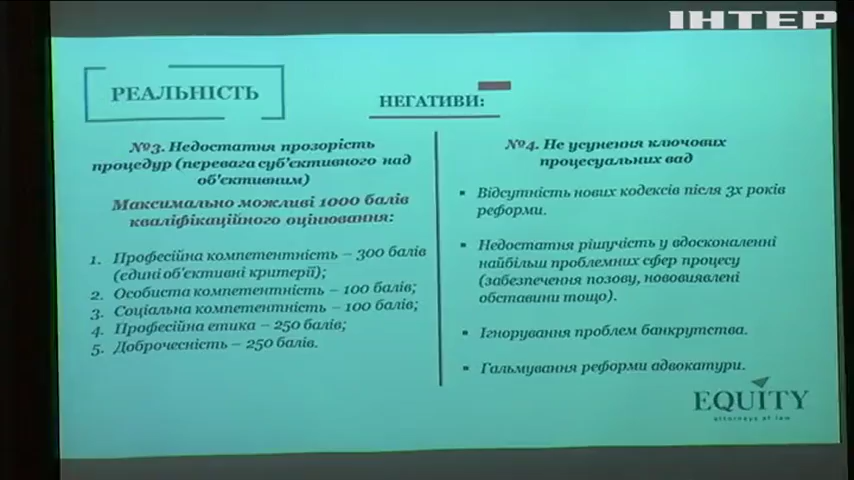 ІНТЕР
РЕАЛЬНІСТЬ
НЕГАТИВИ:
№3. Недостатня прозорість
процедур (перевага суб'єктивного над
об'єктивним)
Максимально можливі 1000 балів
кваліфікаційного оцінювання:
1. Професійна компетентність – 300 балів
(єдині об'єктивні критерії);
2. Особиста компетентність – 100 балів;
3. Соціальна компетентність – 100 балів;
4. Професійна етика – 250 балів;
5. Доброчесність – 250 балів.
№4. Не усунення ключових
процесуальних вад
▪ Відсутність нових кодексів після 3х років
реформи.
▪ Недостатня рішучість у вдосконаленні
найбільш проблемних сфер процесу
(забезпечення позову, нововиявлені
обставини тощо).
▪ Ігнорування проблем банкрутства.
▪ Гальмування реформи адвокатури.
EQUITY
attorneys at law